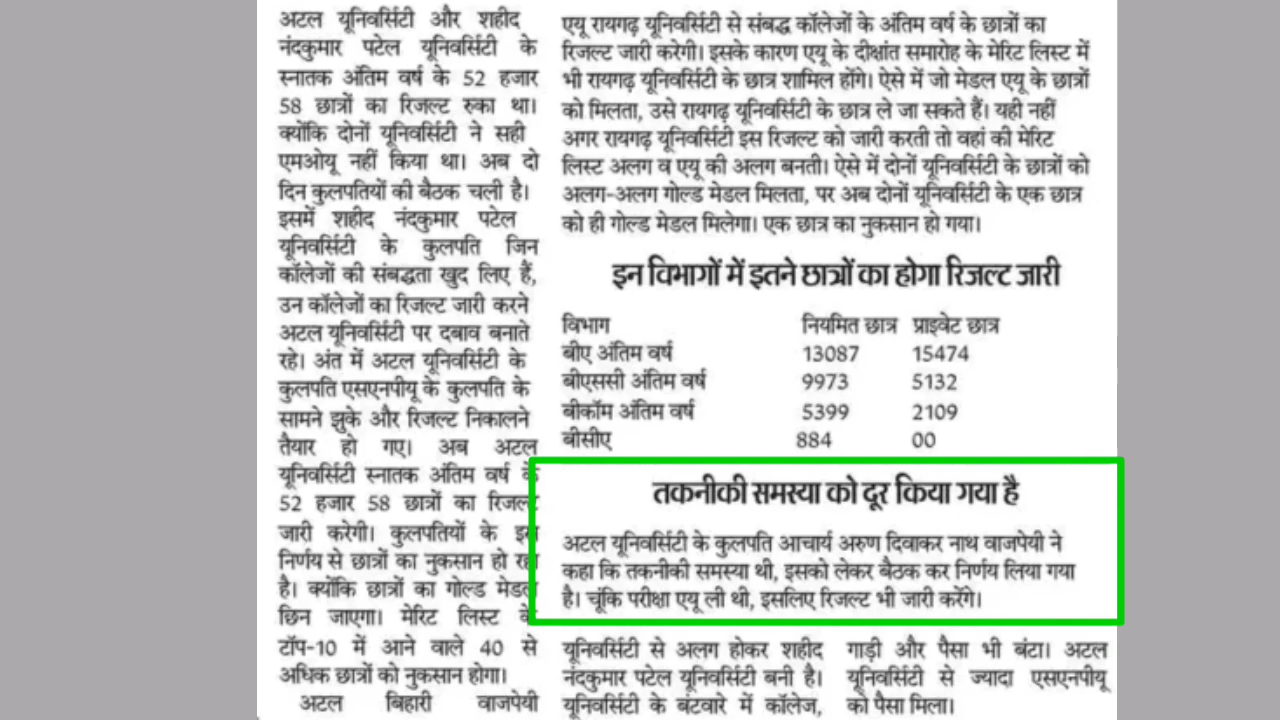 अटल यूनिवर्सिटी और शहीद
नंदकुमार पटेल यूनिवर्सिटी के
स्नातक अंतिम वर्ष के 52 हजार
58 छात्रों का रिजल्ट रुका था।
क्योंकि दोनों यूनिवर्सिटी ने सही
एमओयू नहीं किया था। अब दो
दिन कुलपतियों की बैठक चली है।
इसमें शहीद नंदकुमार पटेल
यूनिवर्सिटी के कुलपति जिन
कॉलेजों की संबद्धता खुद लिए हैं,
उन कॉलेजों का रिजल्ट जारी करने
अटल यूनिवर्सिटी पर दबाव बनाते
रहे। अंत में अटल यूनिवर्सिटी के
कुलपति एसएनपीयू के कुलपति के
सामने झुके और रिजल्ट निकालने
तैयार हो गए। अब अटल
यूनिवर्सिटी स्नातक अंतिम वर्ष के
52 हजार 58 छात्रों का रिजल्ट
जारी करेगी। कुलपतियों के इस
निर्णय से छात्रों का नुकसान हो रहा
है। क्योंकि छात्रों का गोल्ड मेडल
छिन जाएगा। मेरिट लिस्ट के
टॉप-10 में आने वाले 40 से
अधिक छात्रों को नुकसान होगा।
अटल बिहारी वाजपेयी
एयू रायगढ़ यूनिवर्सिटी से संबद्ध कॉलेजों के अंतिम वर्ष के छात्रों का
रिजल्ट जारी करेगी। इसके कारण एयू के दीक्षांत समारोह के मेरिट लिस्ट में
भी रायगढ़ यूनिवर्सिटी के छात्र शामिल होंगे। ऐसे में जो मेडल एयू के छात्रों
को मिलता, उसे रायगढ़ यूनिवर्सिटी के छात्र ले जा सकते हैं। यही नहीं
अगर रायगढ़ यूनिवर्सिटी इस रिजल्ट को जारी करती तो वहां की मेरिट
लिस्ट अलग व एयू की अलग बनती। ऐसे में दोनों यूनिवर्सिटी के छात्रों को
अलग-अलग गोल्ड मेडल मिलता, पर अब दोनों यूनिवर्सिटी के एक छात्र
को ही गोल्ड मेडल मिलेगा। एक छात्र का नुकसान हो गया।
इन विभागों में इतने छात्रों का होगा रिजल्ट जारी
विभाग नियमित छात्र प्राइवेट छात्र
बीए अंतिम वर्ष 13087 15474
बीएससी अंतिम वर्ष 9973 5132
बीकॉम अंतिम वर्ष 5399 2109
बीसीए 884 00
तकनीकी समस्या को दूर किया गया है
अटल यूनिवर्सिटी के कुलपति आचार्य अरुण दिवाकर नाथ वाजपेयी ने
कहा कि तकनीकी समस्या थी, इसको लेकर बैठक कर निर्णय लिया गया
है। चूंकि परीक्षा एयू ली थी, इसलिए रिजल्ट भी जारी करेंगे।
यूनिवर्सिटी से अलग होकर शहीद
नंदकुमार पटेल यूनिवर्सिटी बनी है।
यूनिवर्सिटी के बंटवारे में कॉलेज,
गाड़ी और पैसा भी बंटा। अटल
यूनिवर्सिटी से ज्यादा एसएनपीयू
को पैसा मिला।